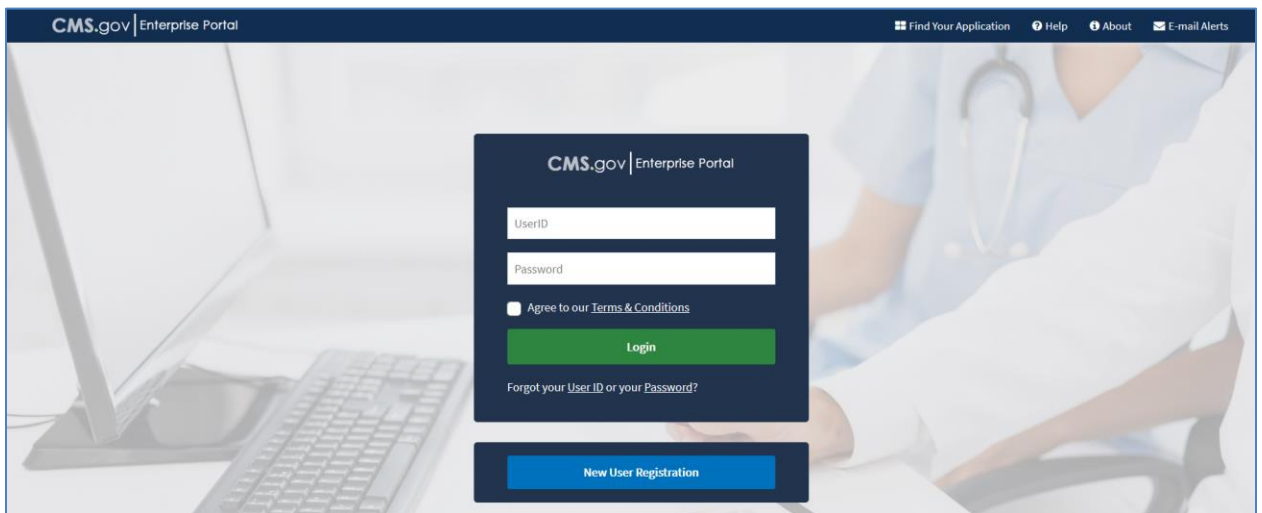 CMS.gov | Enterprise Portal
Find Your Application Help About E-mail Alerts
CMS.gov | Enterprise Portal
UserID
Password
Agree to our Terms & Conditions
Login
Forgot your User ID or your Password?
New User Registration